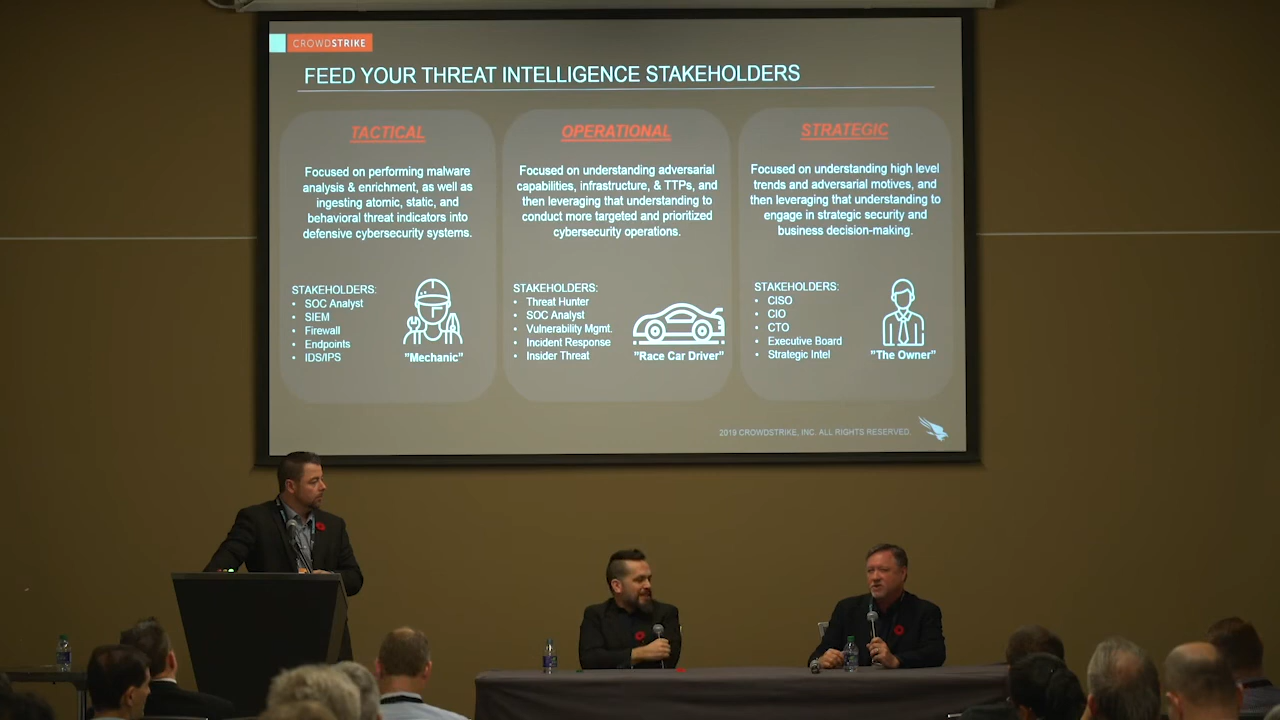 CROWDSTRIKE
FEED YOUR THREAT INTELLIGENCE STAKEHOLDERS
TACTICAL
Focused on performing malware
analysis & enrichment, as well as
ingesting atomic, static, and
behavioral threat indicators into
defensive cybersecurity systems.
STAKEHOLDERS:
• SOC Analyst
• SIEM
• Firewall
• Endpoints
• IDS/IPS
"Mechanic"
OPERATIONAL
Focused on understanding adversarial
capabilities, infrastructure, & TTPs, and
then leveraging that understanding to
conduct more targeted and prioritized
cybersecurity operations.
STAKEHOLDERS:
• Threat Hunter
• SOC Analyst
• Vulnerability Mgmt.
• Incident Response
• Insider Threat
"Race Car Driver"
STRATEGIC
Focused on understanding high level
trends and adversarial motives, and
then leveraging that understanding to
engage in strategic security and
business decision-making.
STAKEHOLDERS:
• CISO
• CIO
• CTO
• Executive Board
• Strategic Intel
"The Owner"
2019 CROWDSTRIKE, INC. ALL RIGHTS RESERVED.